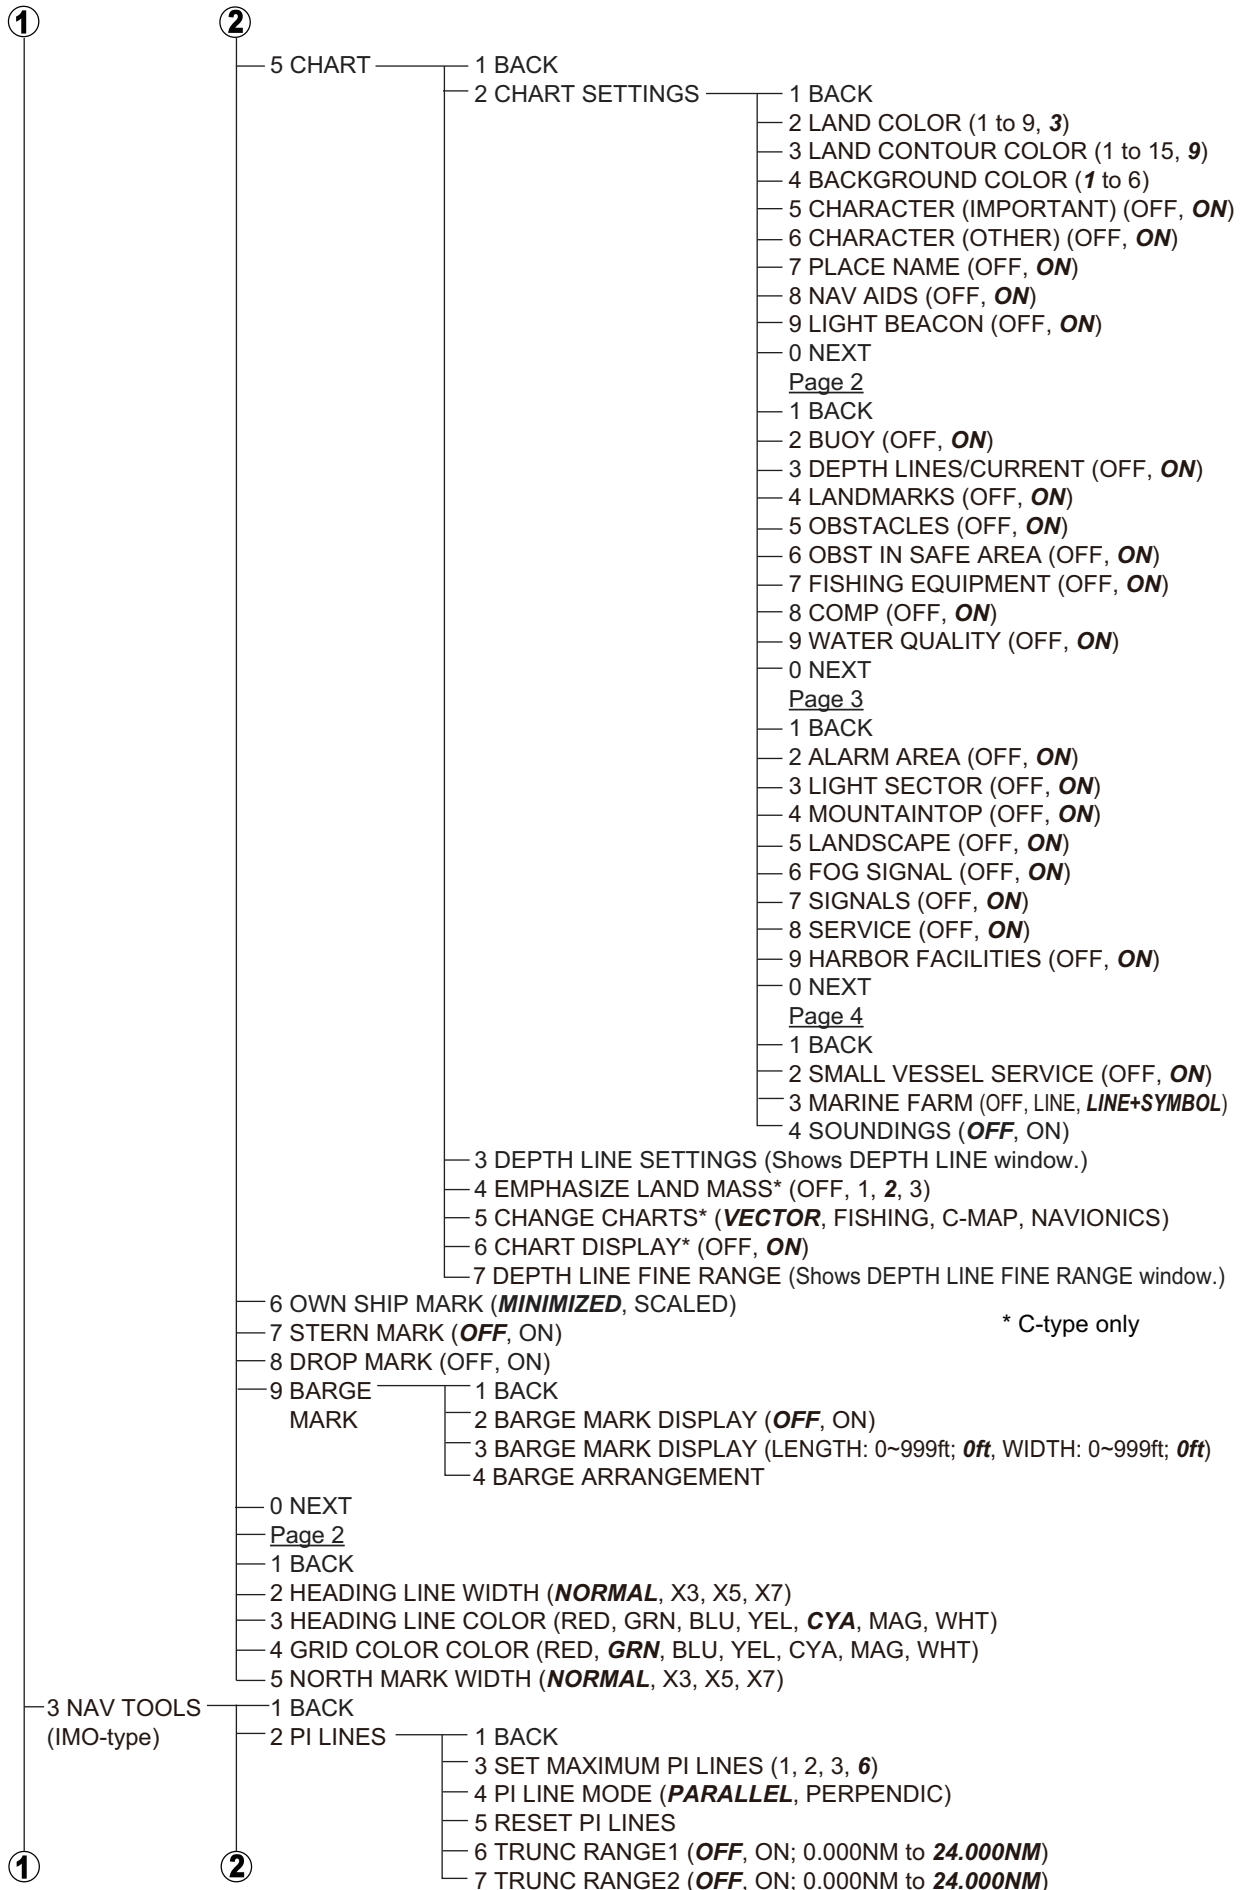 1 2
5 CHART 1 BACK
2 CHART SETTINGS 1 BACK
2 LAND COLOR (1 to 9, 3)
3 LAND CONTOUR COLOR (1 to 15, 9)
4 BACKGROUND COLOR (1 to 6)
5 CHARACTER (IMPORTANT) (OFF, ON)
6 CHARACTER (OTHER) (OFF, ON)
7 PLACE NAME (OFF, ON)
8 NAV AIDS (OFF, ON)
9 LIGHT BEACON (OFF, ON)
0 NEXT
Page 2
1 BACK
2 BUOY (OFF, ON)
3 DEPTH LINES/CURRENT (OFF, ON)
4 LANDMARKS (OFF, ON)
5 OBSTACLES (OFF, ON)
6 OBST IN SAFE AREA (OFF, ON)
7 FISHING EQUIPMENT (OFF, ON)
8 COMP (OFF, ON)
9 WATER QUALITY (OFF, ON)
0 NEXT
Page 3
1 BACK
2 ALARM AREA (OFF, ON)
3 LIGHT SECTOR (OFF, ON)
4 MOUNTAINTOP (OFF, ON)
5 LANDSCAPE (OFF, ON)
6 FOG SIGNAL (OFF, ON)
7 SIGNALS (OFF, ON)
8 SERVICE (OFF, ON)
9 HARBOR FACILITIES (OFF, ON)
0 NEXT
Page 4
1 BACK
2 SMALL VESSEL SERVICE (OFF, ON)
3 MARINE FARM (OFF, LINE, LINE+SYMBOL)
4 SOUNDINGS (OFF, ON)
3 DEPTH LINE SETTINGS (Shows DEPTH LINE window.)
4 EMPHASIZE LAND MASS* (OFF, 1, 2, 3)
5 CHANGE CHARTS* (VECTOR, FISHING, C-MAP, NAVIONICS)
6 CHART DISPLAY* (OFF, ON)
7 DEPTH LINE FINE RANGE (Shows DEPTH LINE FINE RANGE window.)
6 OWN SHIP MARK (MINIMIZED, SCALED)
* C-type only
7 STERN MARK (OFF, ON)
8 DROP MARK (OFF, ON)
9 BARGE 1 BACK
MARK 2 BARGE MARK DISPLAY (OFF, ON)
3 BARGE MARK DISPLAY (LENGTH: 0~999ft; 0ft, WIDTH: 0~999ft; 0ft)
4 BARGE ARRANGEMENT
0 NEXT
Page 2
1 BACK
2 HEADING LINE WIDTH (NORMAL, X3, X5, X7)
3 HEADING LINE COLOR (RED, GRN, BLU, YEL, CYA, MAG, WHT)
4 GRID COLOR COLOR (RED, GRN, BLU, YEL, CYA, MAG, WHT)
5 NORTH MARK WIDTH (NORMAL, X3, X5, X7)
3 NAV TOOLS 1 BACK
(IMO-type) 2 PI LINES 1 BACK
3 SET MAXIMUM PI LINES (1, 2, 3, 6)
4 PI LINE MODE (PARALLEL, PERPENDIC)
5 RESET PI LINES
6 TRUNC RANGE1 (OFF, ON; 0.000NM to 24.000NM)
1 2
7 TRUNC RANGE2 (OFF, ON; 0.000NM to 24.000NM)